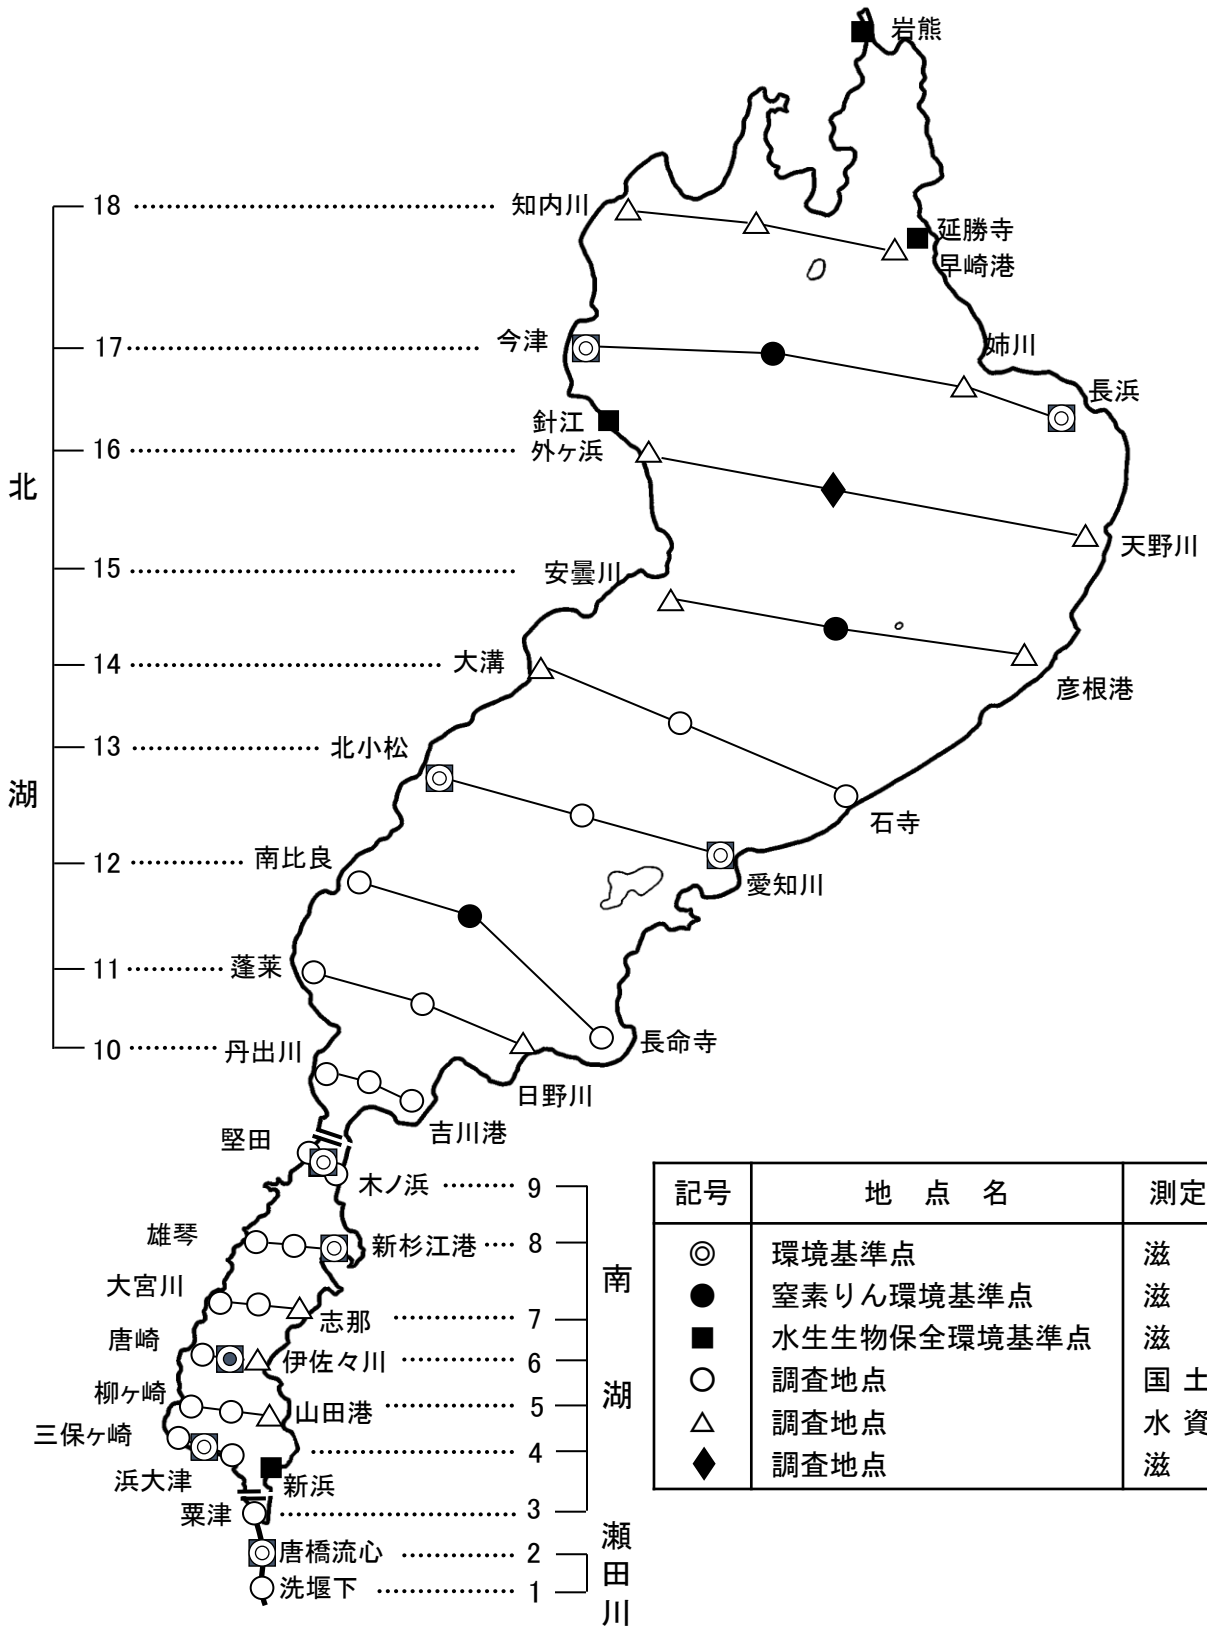 岩熊
18 知内川
延勝寺
早崎港
17 今津
姉川
長浜
針江
16 外ヶ浜
北
天野川
15 安曇川
14 大溝
彦根港
13 北小松
湖
石寺
12 南比良
愛知川
11 蓬莱
10 丹出川
長命寺
日野川
吉川港
堅田
木ノ浜 9
雄琴
新杉江港 8
南
大宮川
志那 7
唐崎
伊佐々川 6
湖
柳ヶ崎
山田港 5
三保ヶ崎
4
浜大津
新浜
粟津
3
瀬田川
唐橋流心 2
洗堰下 1
記号 地 点 名 測定
◎ 環境基準点 滋
● 窒素りん環境基準点 滋
■ 水生生物保全環境基準点 滋
○ 調査地点 国 土
△ 調査地点 水 資
◆ 調査地点 滋